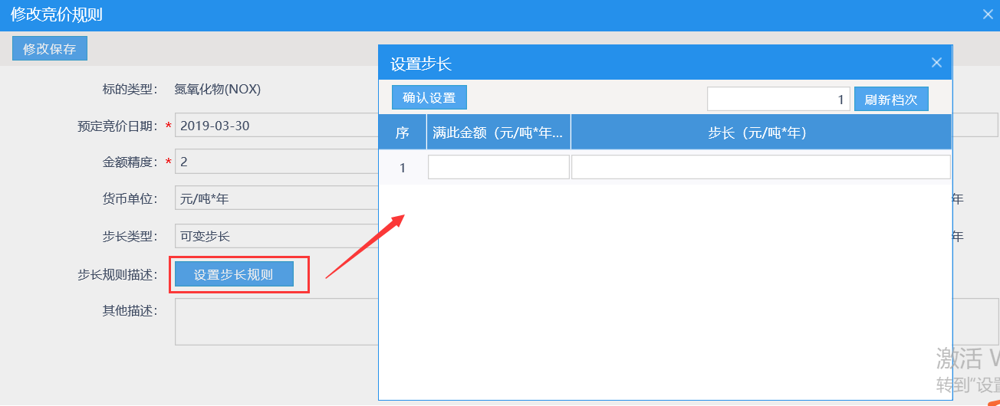 修改竞价规则
修改保存
标的类型： 氮氧化物(NOX)
预定竞价日期：* 2019-03-30
金额精度：* 2
货币单位： 元/吨*年
年
步长类型： 可变步长
年
步长规则描述： 设置步长规则
其他描述：
设置步长
确认设置 1 刷新档次
序 满此金额（元/吨*年... 步长（元/吨*年）
1
激活
转到“设置